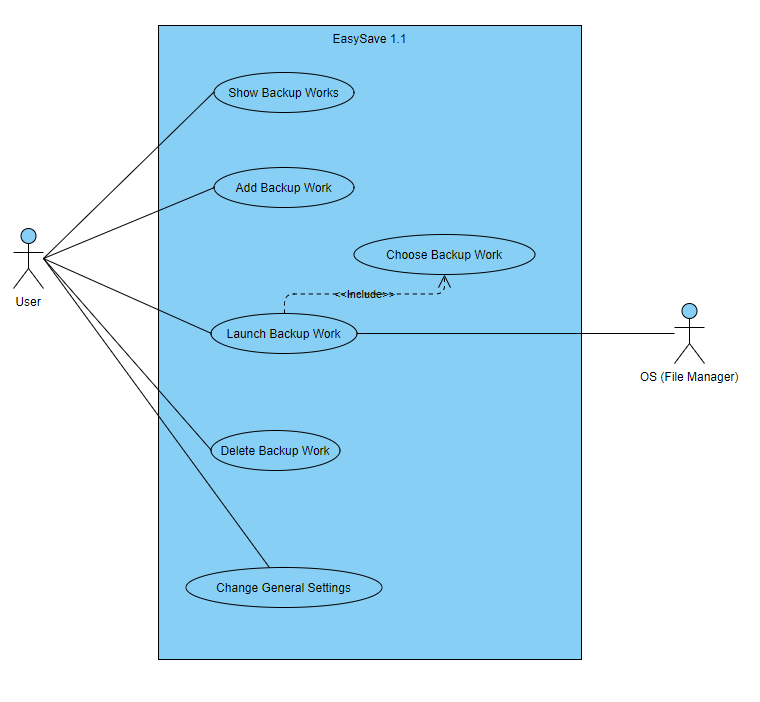 EasySave 1.1
Show Backup Works
Add Backup Work
Choose Backup Work
User
<<Include>>
Launch Backup Work
OS (File Manager)
Delete Backup Work
Change General Settings